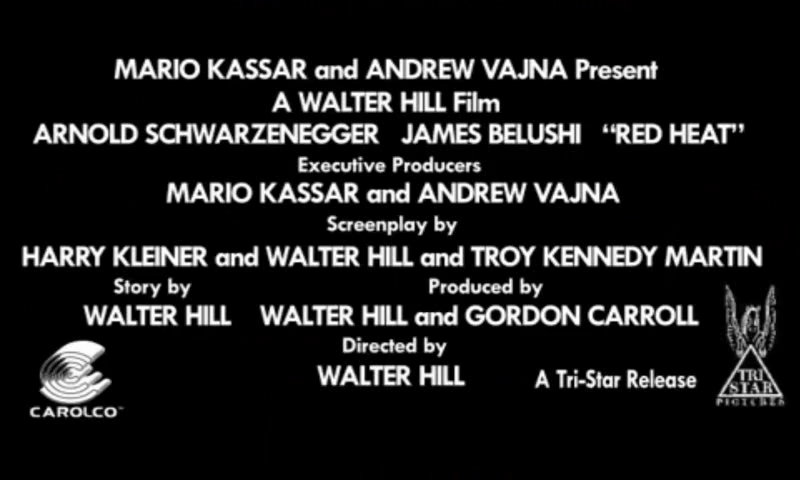 MARIO KASSAR and ANDREW VAJNA Present
A WALTER HILL Film
ARNOLD SCHWARZENEGGER JAMES BELUSHI “RED HEAT”
Executive Producers
MARIO KASSAR and ANDREW VAJNA
Screenplay by
HARRY KLEINER and WALTER HILL and TROY KENNEDY MARTIN
Story by Produced by
WALTER HILL WALTER HILL and GORDON CARROLL
Directed by
WALTER HILL A Tri-Star Release
CAROLCO™
TRI
STAR
PICTURES